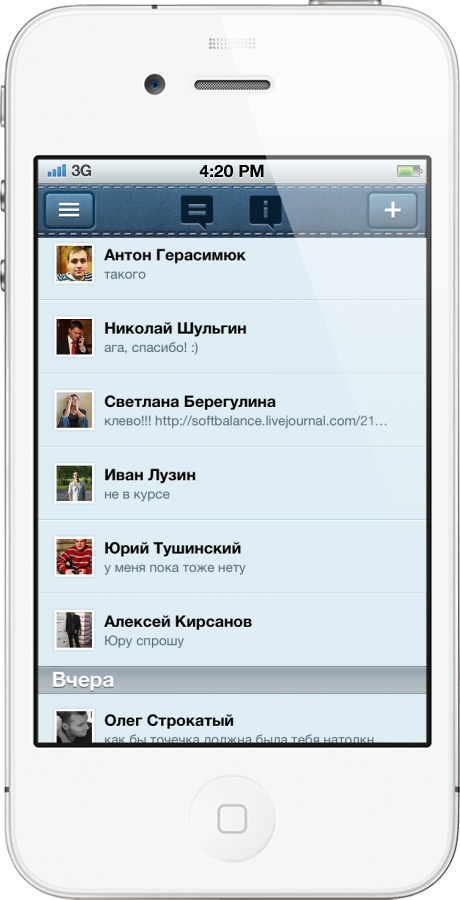 3G
4:20 PM
Антон Герасимюк
такого
Николай Шульгин
ага, спасибо! :)
Светлана Берегулина
клево!!! http://softbalance.livejournal.com/21…
Иван Лузин
не в курсе
Юрий Тушинский
у меня пока тоже нету
Алексей Кирсанов
Юру спрошу
Вчера
Олег Строкатый
как бы точечка должна была тебя натолкн